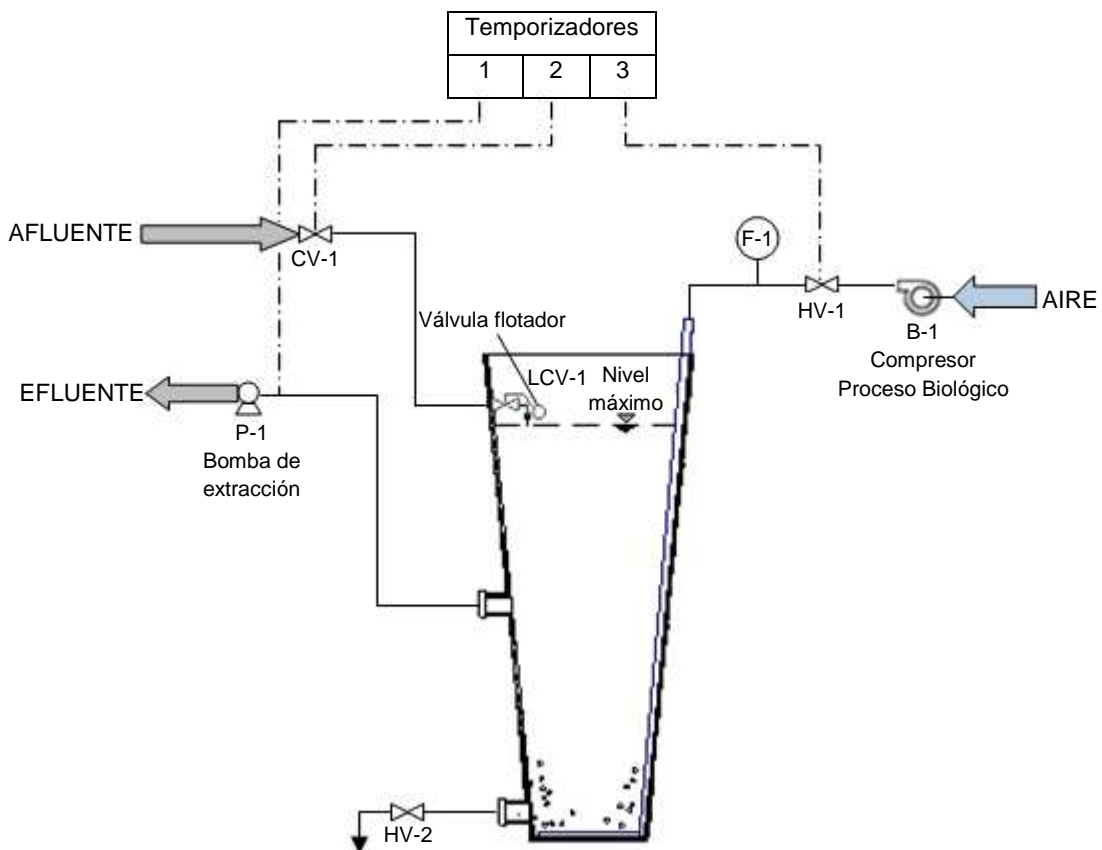 Temporizadores
1 2 3
AFLUENTE
CV-1
F-1
HV-1
AIRE
B-1
Compresor
Proceso Biológico
Válvula flotador
LCV-1
Nivel
máximo
EFLUENTE
P-1
Bomba de
extracción
HV-2